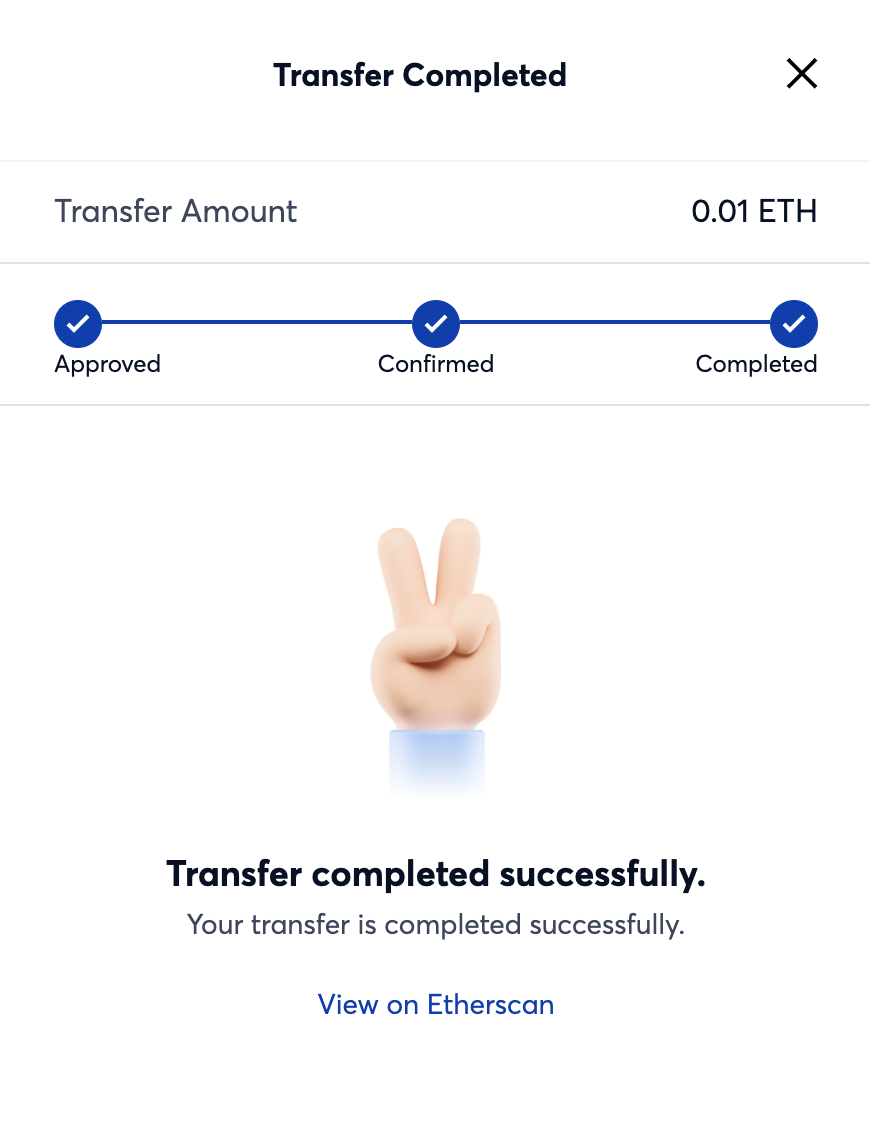 Transfer Completed
Transfer Amount 0.01 ETH
Approved Confirmed Completed
Transfer completed successfully.
Your transfer is completed successfully.
View on Etherscan